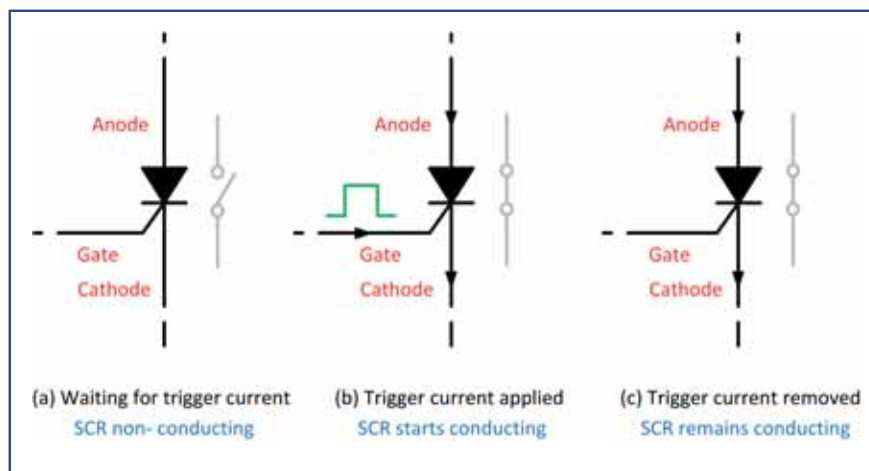 Anode
Gate
Cathode
(a) Waiting for trigger current
SCR non- conducting
Anode
Gate
Cathode
(b) Trigger current applied
SCR starts conducting
Anode
Gate
Cathode
(c) Trigger current removed
SCR remains conducting